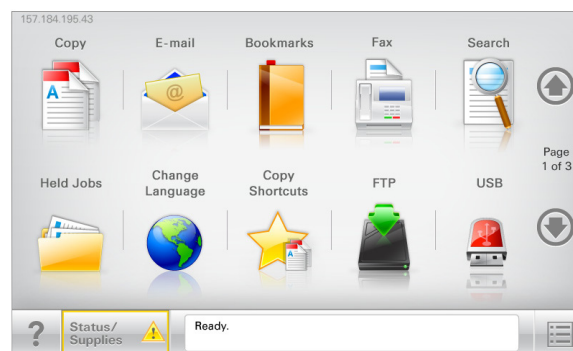 157.184.195.43
Copy
E-mail
Bookmarks
Fax
Search
A
@
Page
1 of 3
Held Jobs
Change
Language
Copy
Shortcuts
FTP
USB
A
?
Status/
Supplies
Ready.